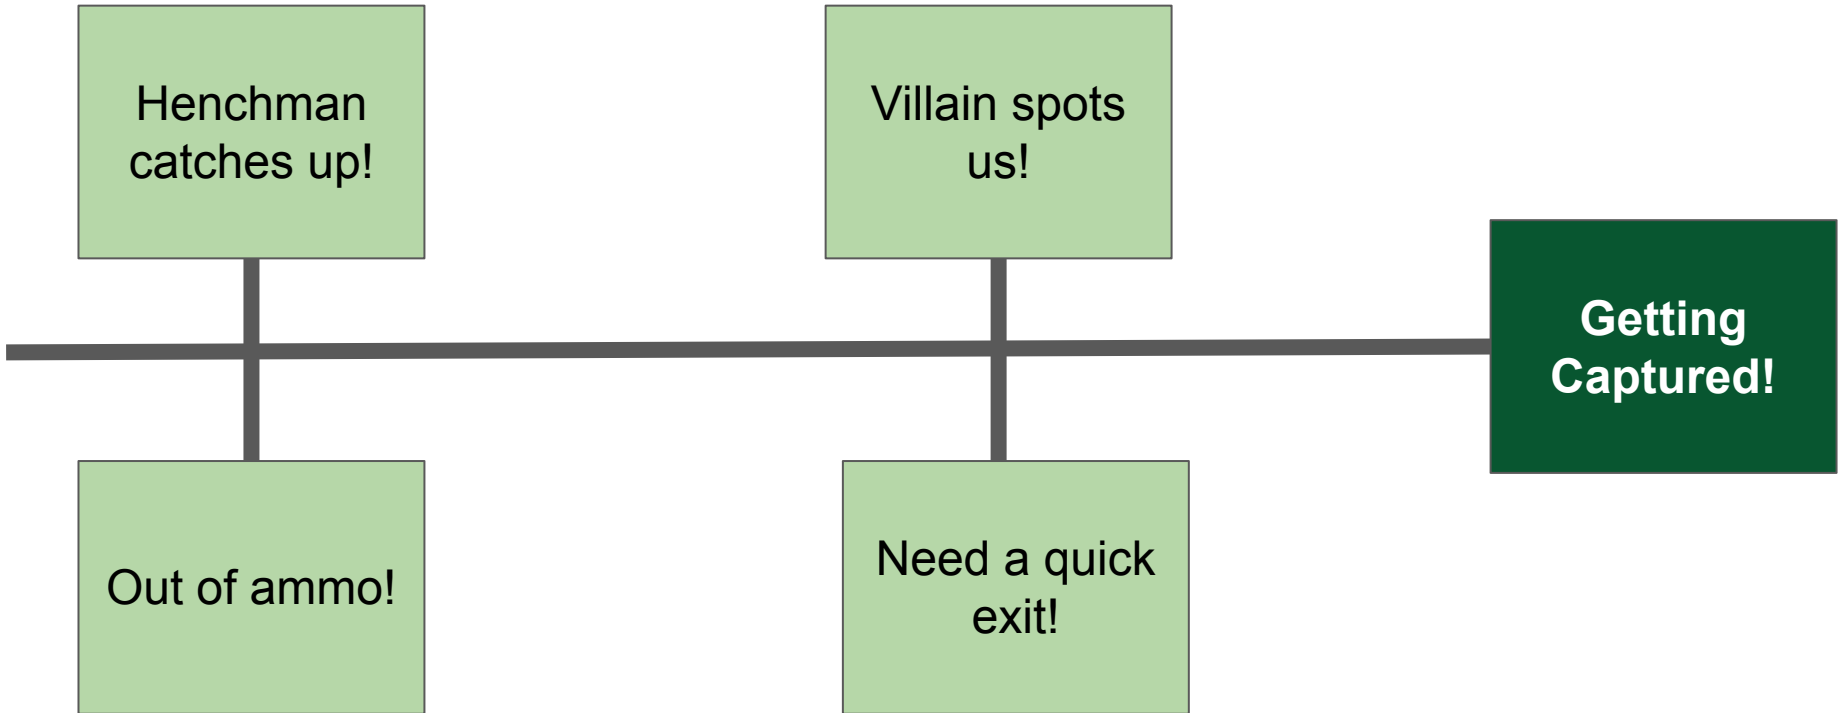 Henchman
catches up!
Villain spots
us!
Getting
Captured!
Out of ammo!
Need a quick
exit!